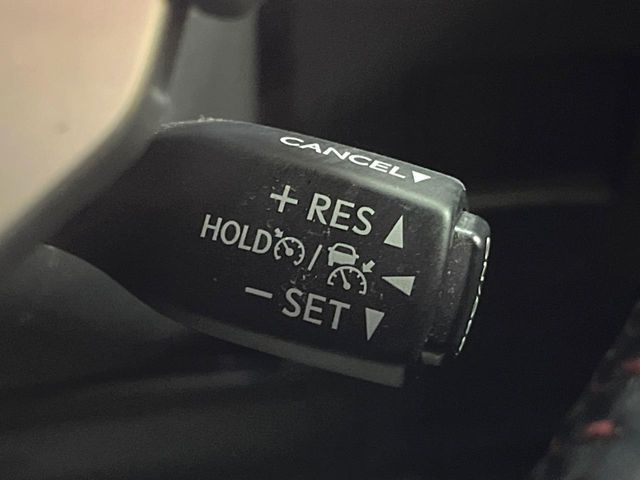 CANCEL▼
+ RES ▲
HOLD /
− SET ▼